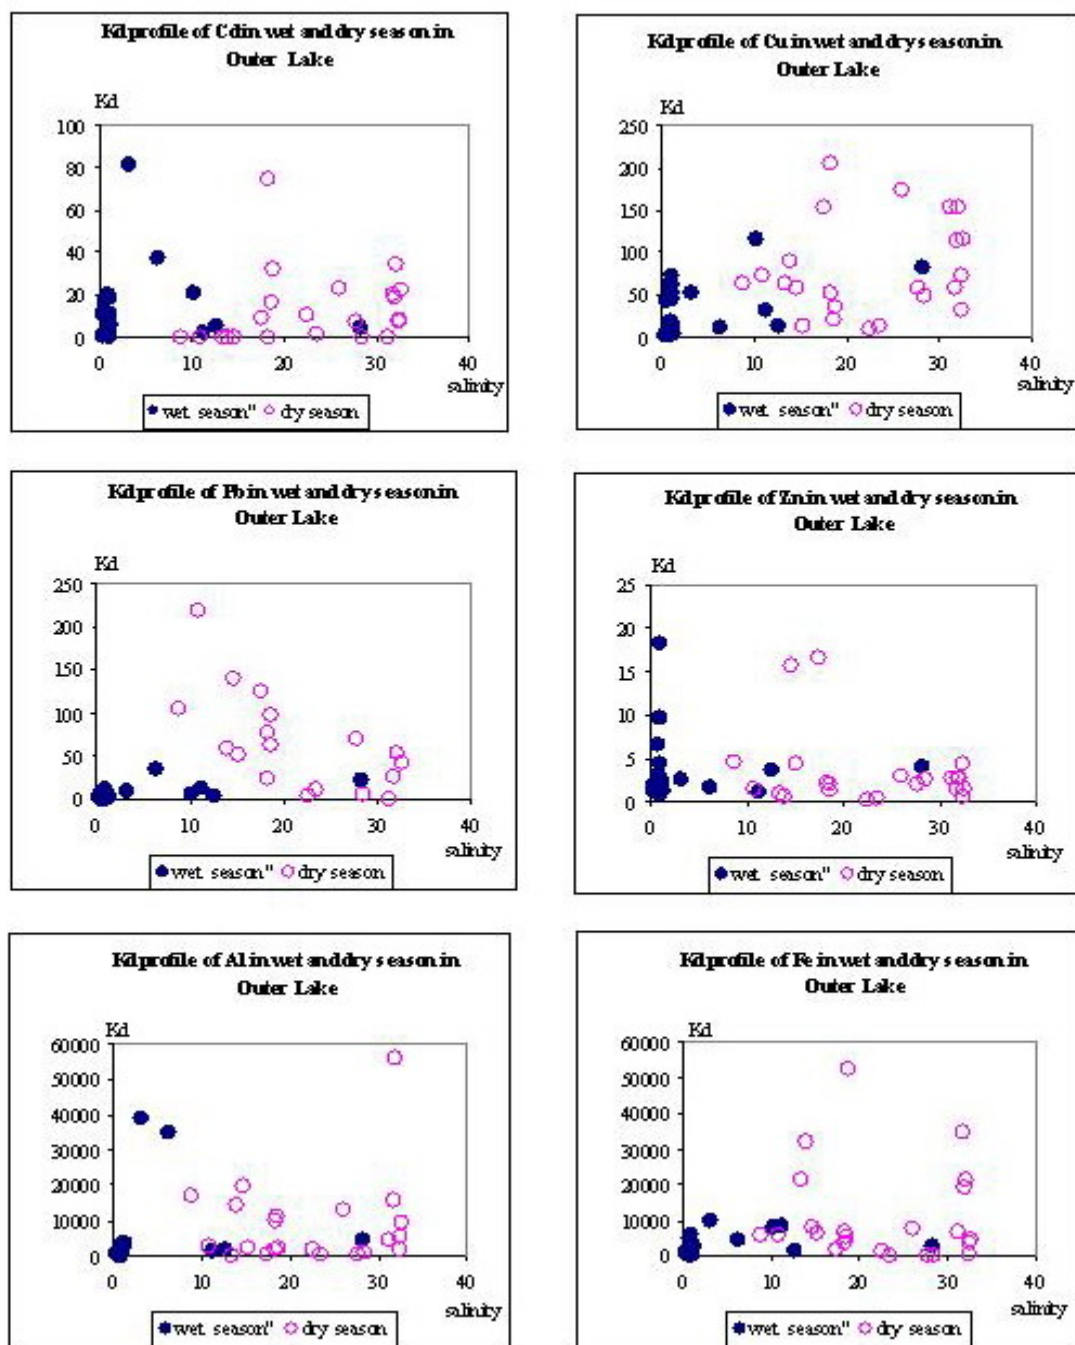 Kd profile of Cd in wet and dry season in
Outer Lake
Kd
100
80
60
40
20
0
0 10 20 30 40
salinity
wet season" dry season
Kd profile of Cu in wet and dry season in
Outer Lake
Kd
250
200
150
100
50
0
0 10 20 30 40
salinity
wet season" dry season
Kd profile of Pb in wet and dry season in
Outer Lake
Kd
250
200
150
100
50
0
0 10 20 30 40
salinity
wet season" dry season
Kd profile of Zn in wet and dry season in
Outer Lake
Kd
25
20
15
10
5
0
0 10 20 30 40
salinity
wet season" dry season
Kd profile of Al in wet and dry season in
Outer Lake
Kd
60000
50000
40000
30000
20000
10000
0
0 10 20 30 40
salinity
wet season" dry season
Kd profile of Fe in wet and dry season in
Outer Lake
Kd
60000
50000
40000
30000
20000
10000
0
0 10 20 30 40
salinity
wet season" dry season